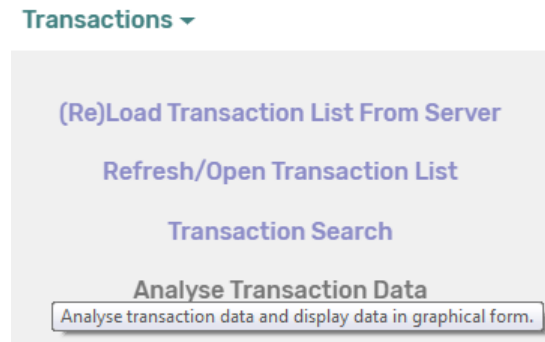 Transactions
(Re)Load Transaction List From Server
Refresh/Open Transaction List
Transaction Search
Analyse Transaction Data
Analyse transaction data and display data in graphical form.